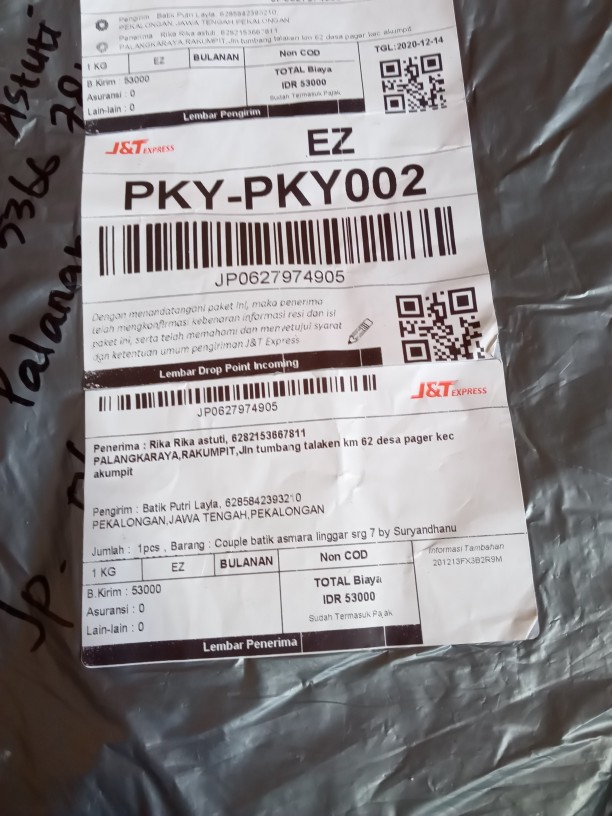 Pengirim : Batik Putri Layla, 6285842393210
PEKALONGAN,JAWA TENGAH,PEKALONGAN
Penerima : Rika Rika astuti, 6282153667811
PALANGKARAYA,RAKUMPIT,Jln tumbang talaken km 62 desa pager kec akumpit
1 KG EZ BULANAN Non COD TGL:2020-12-14
B.Kirim : 53000 TOTAL Biaya
Asuransi : 0 IDR 53000
Lain-lain : 0 Sudah Termasuk Pajak
Lembar Pengirim
J&T EXPRESS EZ
PKY-PKY002
JP0627974905
Dengan menandatangani paket ini, maka penerima
telah mengkonfirmasi kebenaran informasi resi dan isi
paket ini, serta telah memahami dan menyetujui syarat
dan ketentuan umum pengiriman J&T Express
Lembar Drop Point Incoming
JP0627974905
J&T EXPRESS
Penerima : Rika Rika astuti, 6282153667811
PALANGKARAYA,RAKUMPIT,Jln tumbang talaken km 62 desa pager kec
akumpit
Pengirim : Batik Putri Layla, 6285842393210
PEKALONGAN,JAWA TENGAH,PEKALONGAN
Jumlah : 1pcs , Barang : Couple batik asmara linggar srg 7 by Suryandhanu
1 KG EZ BULANAN Non COD Informasi Tambahan
201213FX3B2R9M
B.Kirim : 53000 TOTAL Biaya
Asuransi : 0 IDR 53000
Lain-lain : 0 Sudah Termasuk Pajak
Lembar Penerima
Astuti
5366
Palangk
Jp.